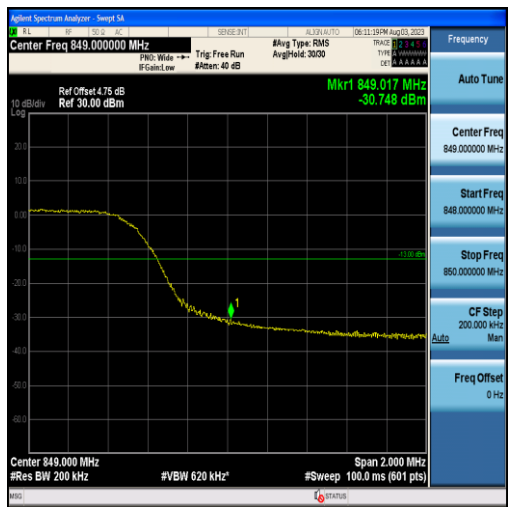 Agilent Spectrum Analyzer - Swept SA
RL RF 50 Ω AC SENSE:INT ALIGN AUTO 06:11:19 PM Aug 03, 2023
Center Freq 849.000000 MHz
PNO: Wide
IFGain:Low
Trig: Free Run
#Atten: 40 dB
#Avg Type: RMS
Avg|Hold: 30/30
TRACE 1 2 3 4 5 6
TYPE A
DET A A A A A A
Mkr1 849.017 MHz
-30.748 dBm
Ref Offset 4.75 dB
10 dB/div Ref 30.00 dBm
Log
20.0
10.0
0.00
-10.0
-13.00 dBm
-20.0
1
-30.0
-40.0
-50.0
-60.0
Center 849.000 MHz Span 2.000 MHz
#Res BW 200 kHz #VBW 620 kHz* #Sweep 100.0 ms (601 pts)
MSG STATUS
Frequency
Auto Tune
Center Freq
849.000000 MHz
Start Freq
848.000000 MHz
Stop Freq
850.000000 MHz
CF Step
200.000 kHz
Auto Man
Freq Offset
0 Hz